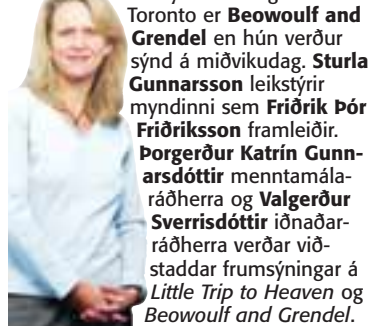 Toronto er Beowoulf and
Grendel en hún verður
sýnd á miðvikudag. Sturla
Gunnarsson leikstýrir
myndinni sem Friðrik Þór
Friðriksson framleiðir.
Þorgerður Katrín Gunn-
arsdóttir menntamála-
ráðherra og Valgerður
Sverrisdóttir iðnaðar-
ráðherra verðar við-
staddar frumsýningar á
Little Trip to Heaven og
Beowulf and Grendel.